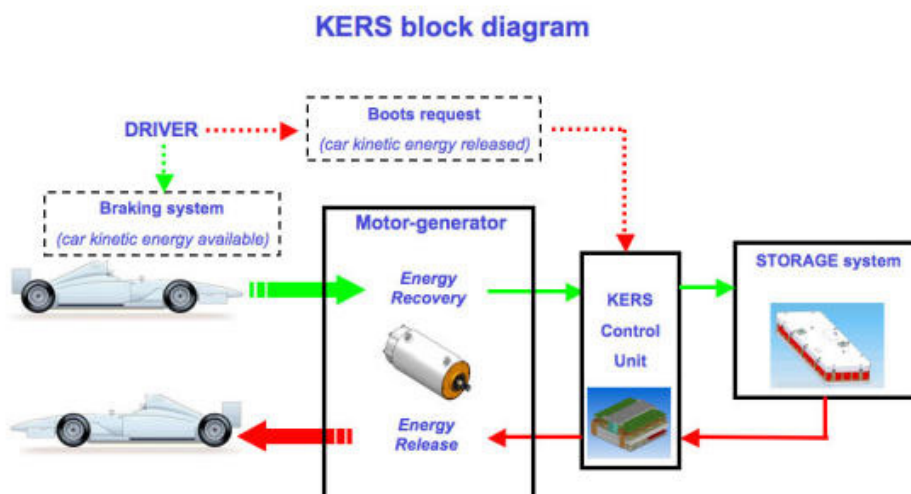 KERS block diagram
DRIVER
Boots request
(car kinetic energy released)
Braking system
(car kinetic energy available)
Motor-generator
Energy
Recovery
KERS
Control
Unit
STORAGE system
Energy
Release